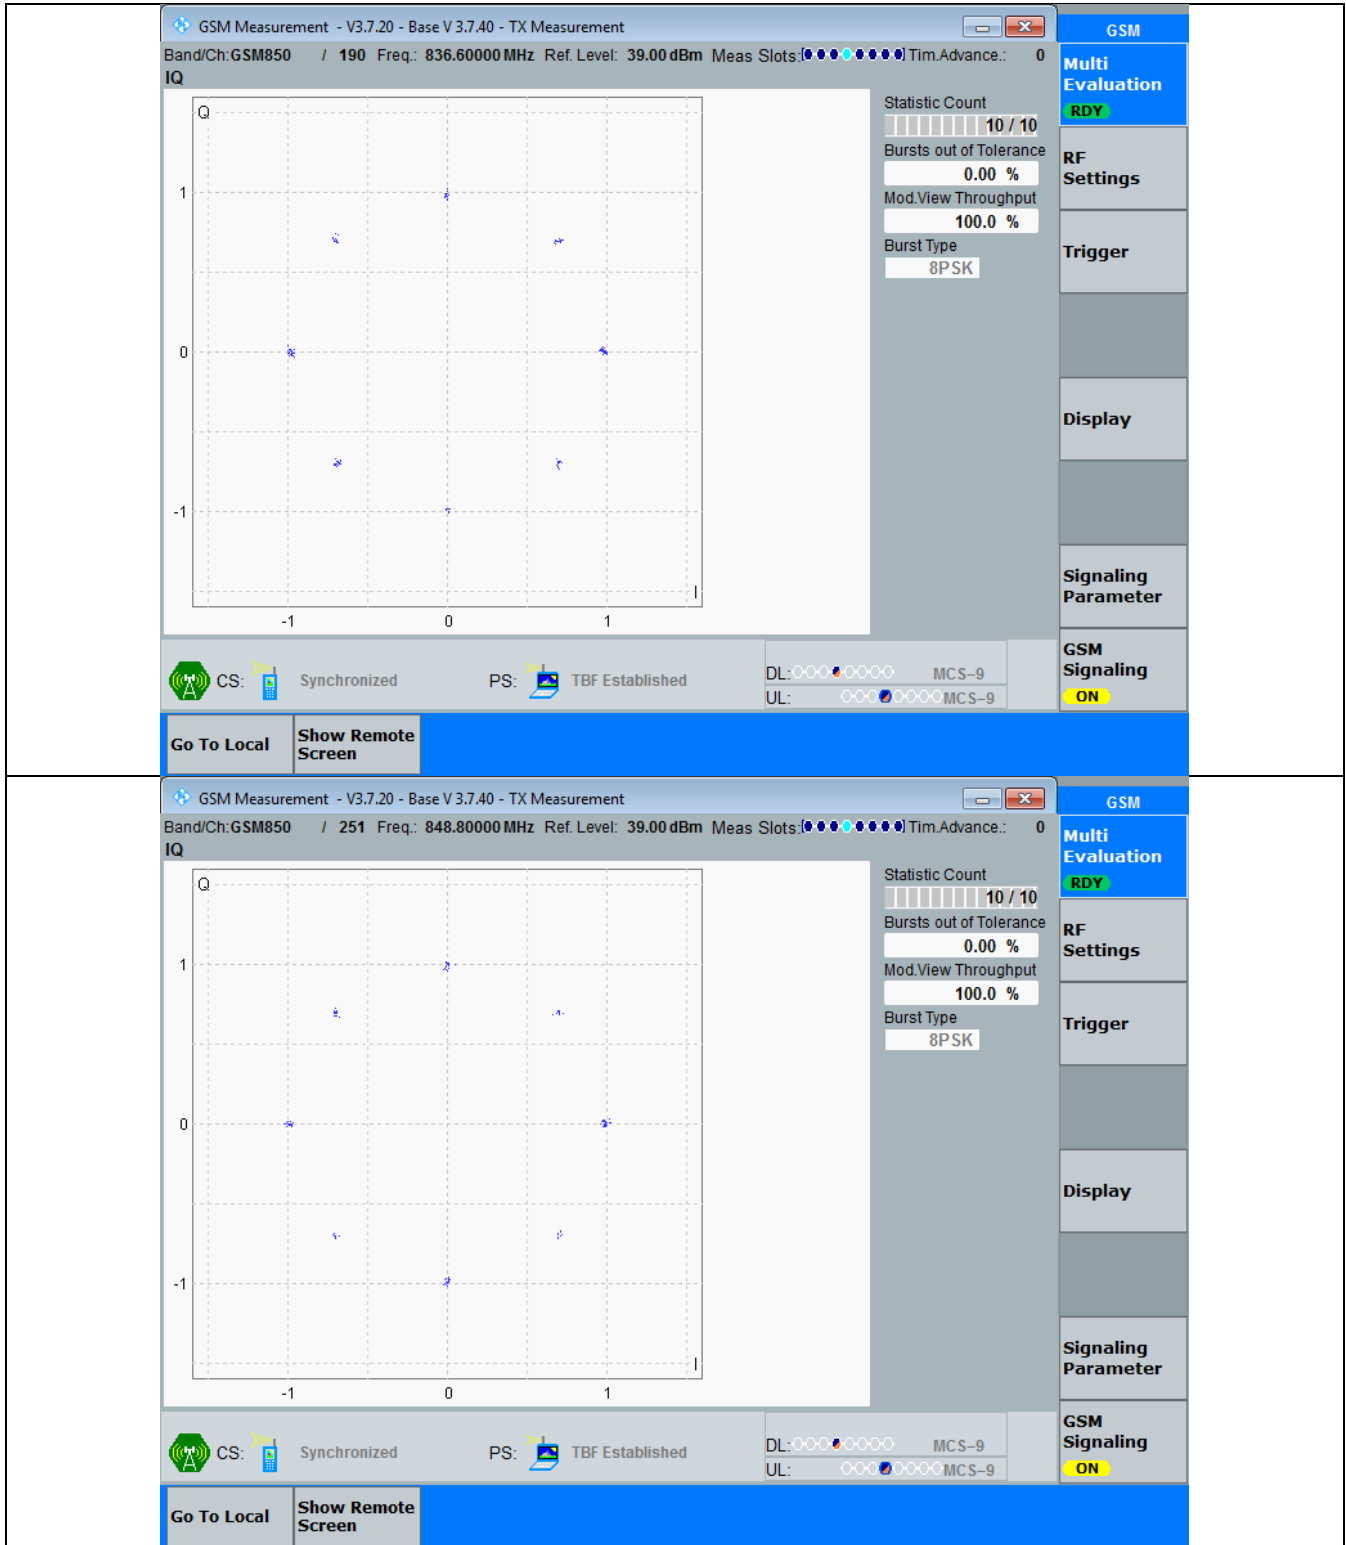 GSM Measurement - V3.7.20 - Base V 3.7.40 - TX Measurement
GSM
Band/Ch:GSM850 / 190 Freq.: 836.60000 MHz Ref. Level: 39.00 dBm Meas Slots: Tim.Advance.: 0
IQ
Multi
Evaluation
RDY
Q
Statistic Count
10 / 10
Bursts out of Tolerance
0.00 %
Mod.View Throughput
100.0 %
Burst Type
8PSK
RF
Settings
Trigger
1
0
-1
I
-1 0 1
Display
Signaling
Parameter
GSM
Signaling
ON
CS: Synchronized PS: TBF Established
DL: MCS-9
UL: MCS-9
Go To Local
Show Remote
Screen
GSM Measurement - V3.7.20 - Base V 3.7.40 - TX Measurement
GSM
Band/Ch:GSM850 / 251 Freq.: 848.80000 MHz Ref. Level: 39.00 dBm Meas Slots: Tim.Advance.: 0
IQ
Multi
Evaluation
RDY
Q
Statistic Count
10 / 10
Bursts out of Tolerance
0.00 %
Mod.View Throughput
100.0 %
Burst Type
8PSK
RF
Settings
Trigger
1
0
-1
I
-1 0 1
Display
Signaling
Parameter
GSM
Signaling
ON
CS: Synchronized PS: TBF Established
DL: MCS-9
UL: MCS-9
Go To Local
Show Remote
Screen